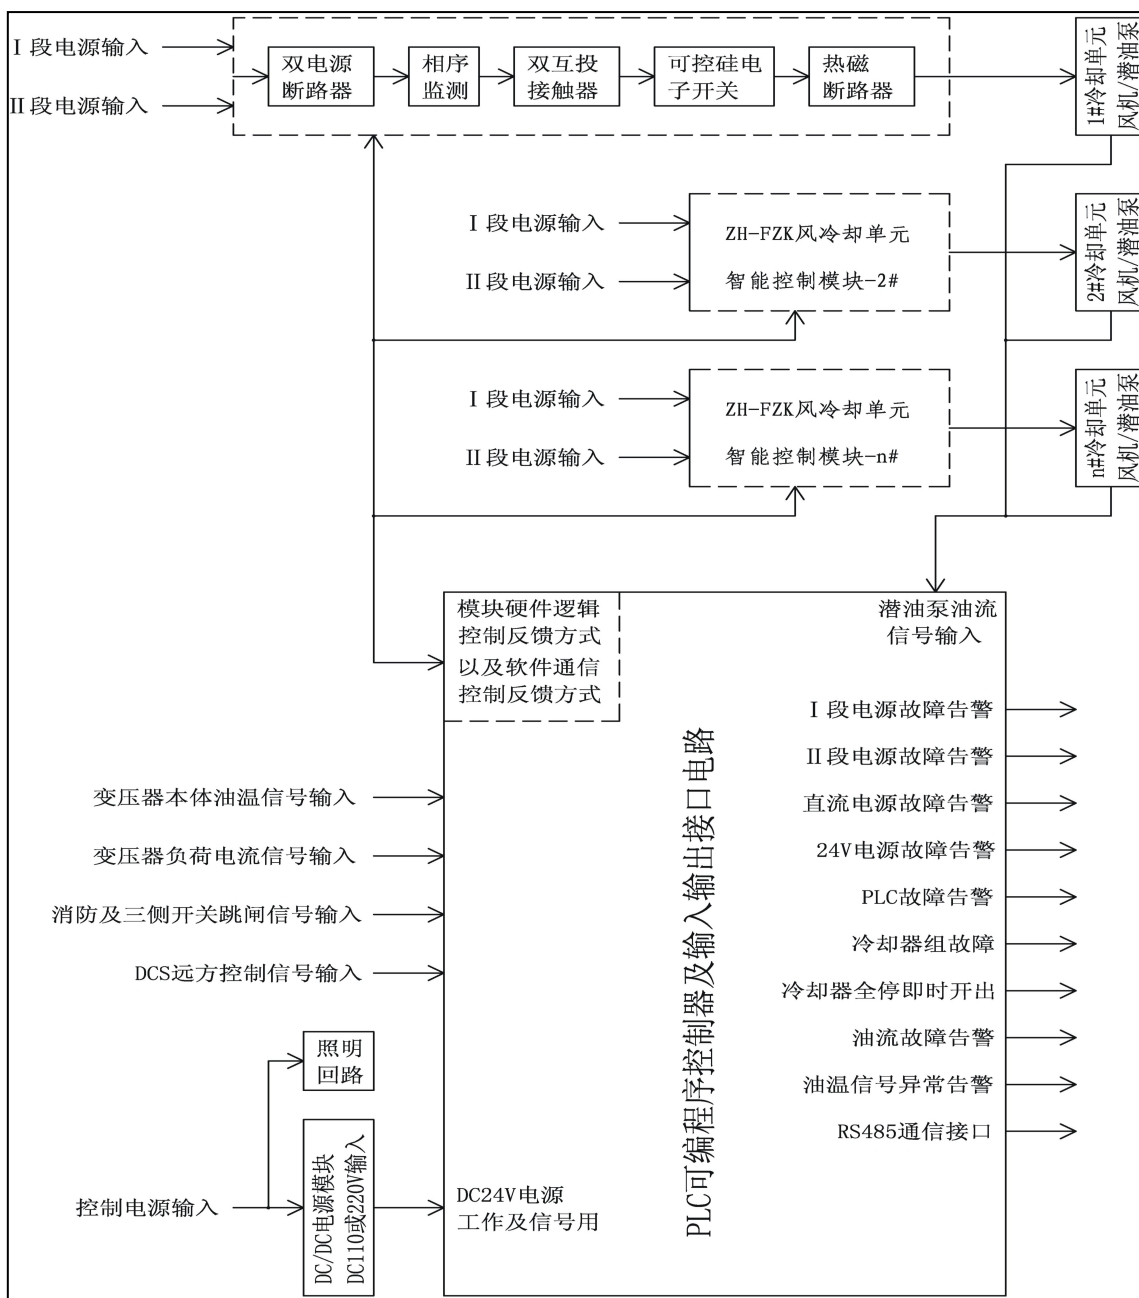 Ⅰ段电源输入
Ⅱ段电源输入
双电源
断路器
相序
监测
双互投
接触器
可控硅电
子开关
热磁
断路器
1#冷却单元
风机/潜油泵
Ⅰ段电源输入
Ⅱ段电源输入
ZH-FZK风冷却单元
智能控制模块-2#
2#冷却单元
风机/潜油泵
Ⅰ段电源输入
Ⅱ段电源输入
ZH-FZK风冷却单元
智能控制模块-n#
n#冷却单元
风机/潜油泵
模块硬件逻辑
控制反馈方式
以及软件通信
控制反馈方式
潜油泵油流
信号输入
变压器本体油温信号输入
变压器负荷电流信号输入
消防及三侧开关跳闸信号输入
DCS远方控制信号输入
照明
回路
控制电源输入
DC/DC电源模块
DC110或220V输入
DC24V电源
工作及信号用
PLC可编程序控制器及输入输出接口电路
Ⅰ段电源故障告警
Ⅱ段电源故障告警
直流电源故障告警
24V电源故障告警
PLC故障告警
冷却器组故障
冷却器全停即时开出
油流故障告警
油温信号异常告警
RS485通信接口